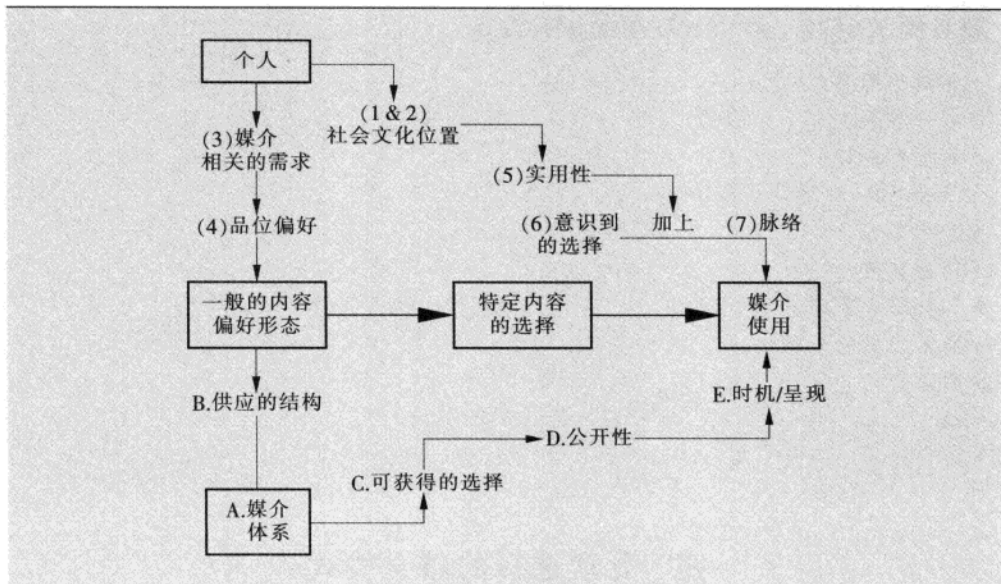 个人
(1 & 2)
社会文化位置
(3)媒介
相关的需求
(5)实用性
(4)品位偏好
(6)意识到
的选择
加上
(7)脉络
一般的内容
偏好形态
特定内容
的选择
媒介
使用
B.供应的结构
E.时机/呈现
D.公开性
C.可获得的选择
A.媒介
体系